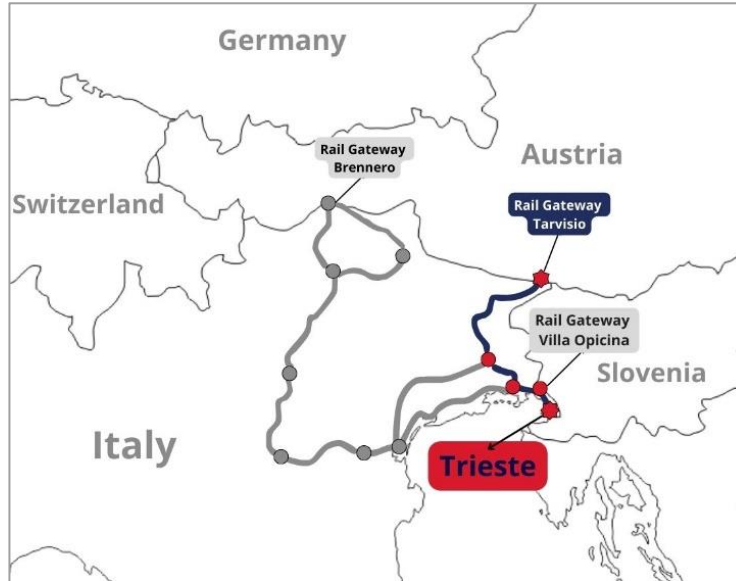 Germany
Rail Gateway
Brennero
Austria
Switzerland
Rail Gateway
Tarvisio
Rail Gateway
Villa Opicina
Slovenia
Italy
Trieste